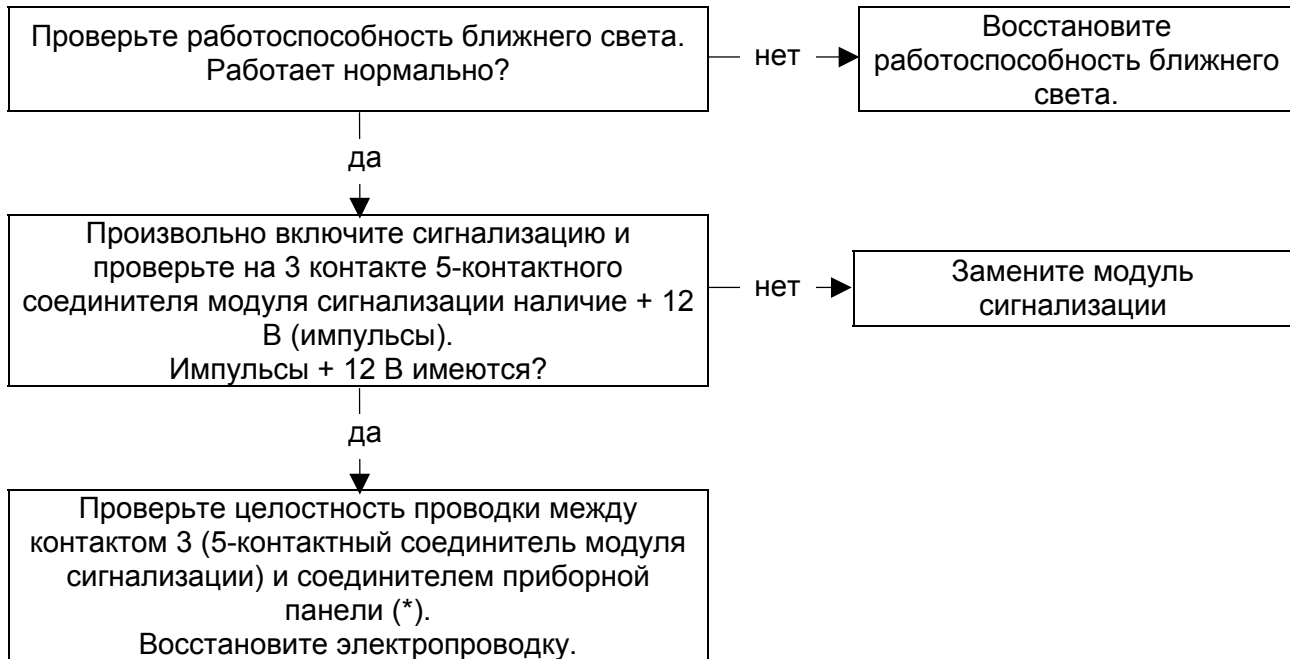 Проверьте работоспособность ближнего света.
Работает нормально?
нет
Восстановите
работоспособность ближнего
света.
да
Произвольно включите сигнализацию и
проверьте на 3 контакте 5-контактного
соединителя модуля сигнализации наличие + 12
В (импульсы).
Импульсы + 12 В имеются?
нет
Замените модуль
сигнализации
да
Проверьте целостность проводки между
контактом 3 (5-контактный соединитель модуля
сигнализации) и соединителем приборной
панели (*).
Восстановите электропроводку.